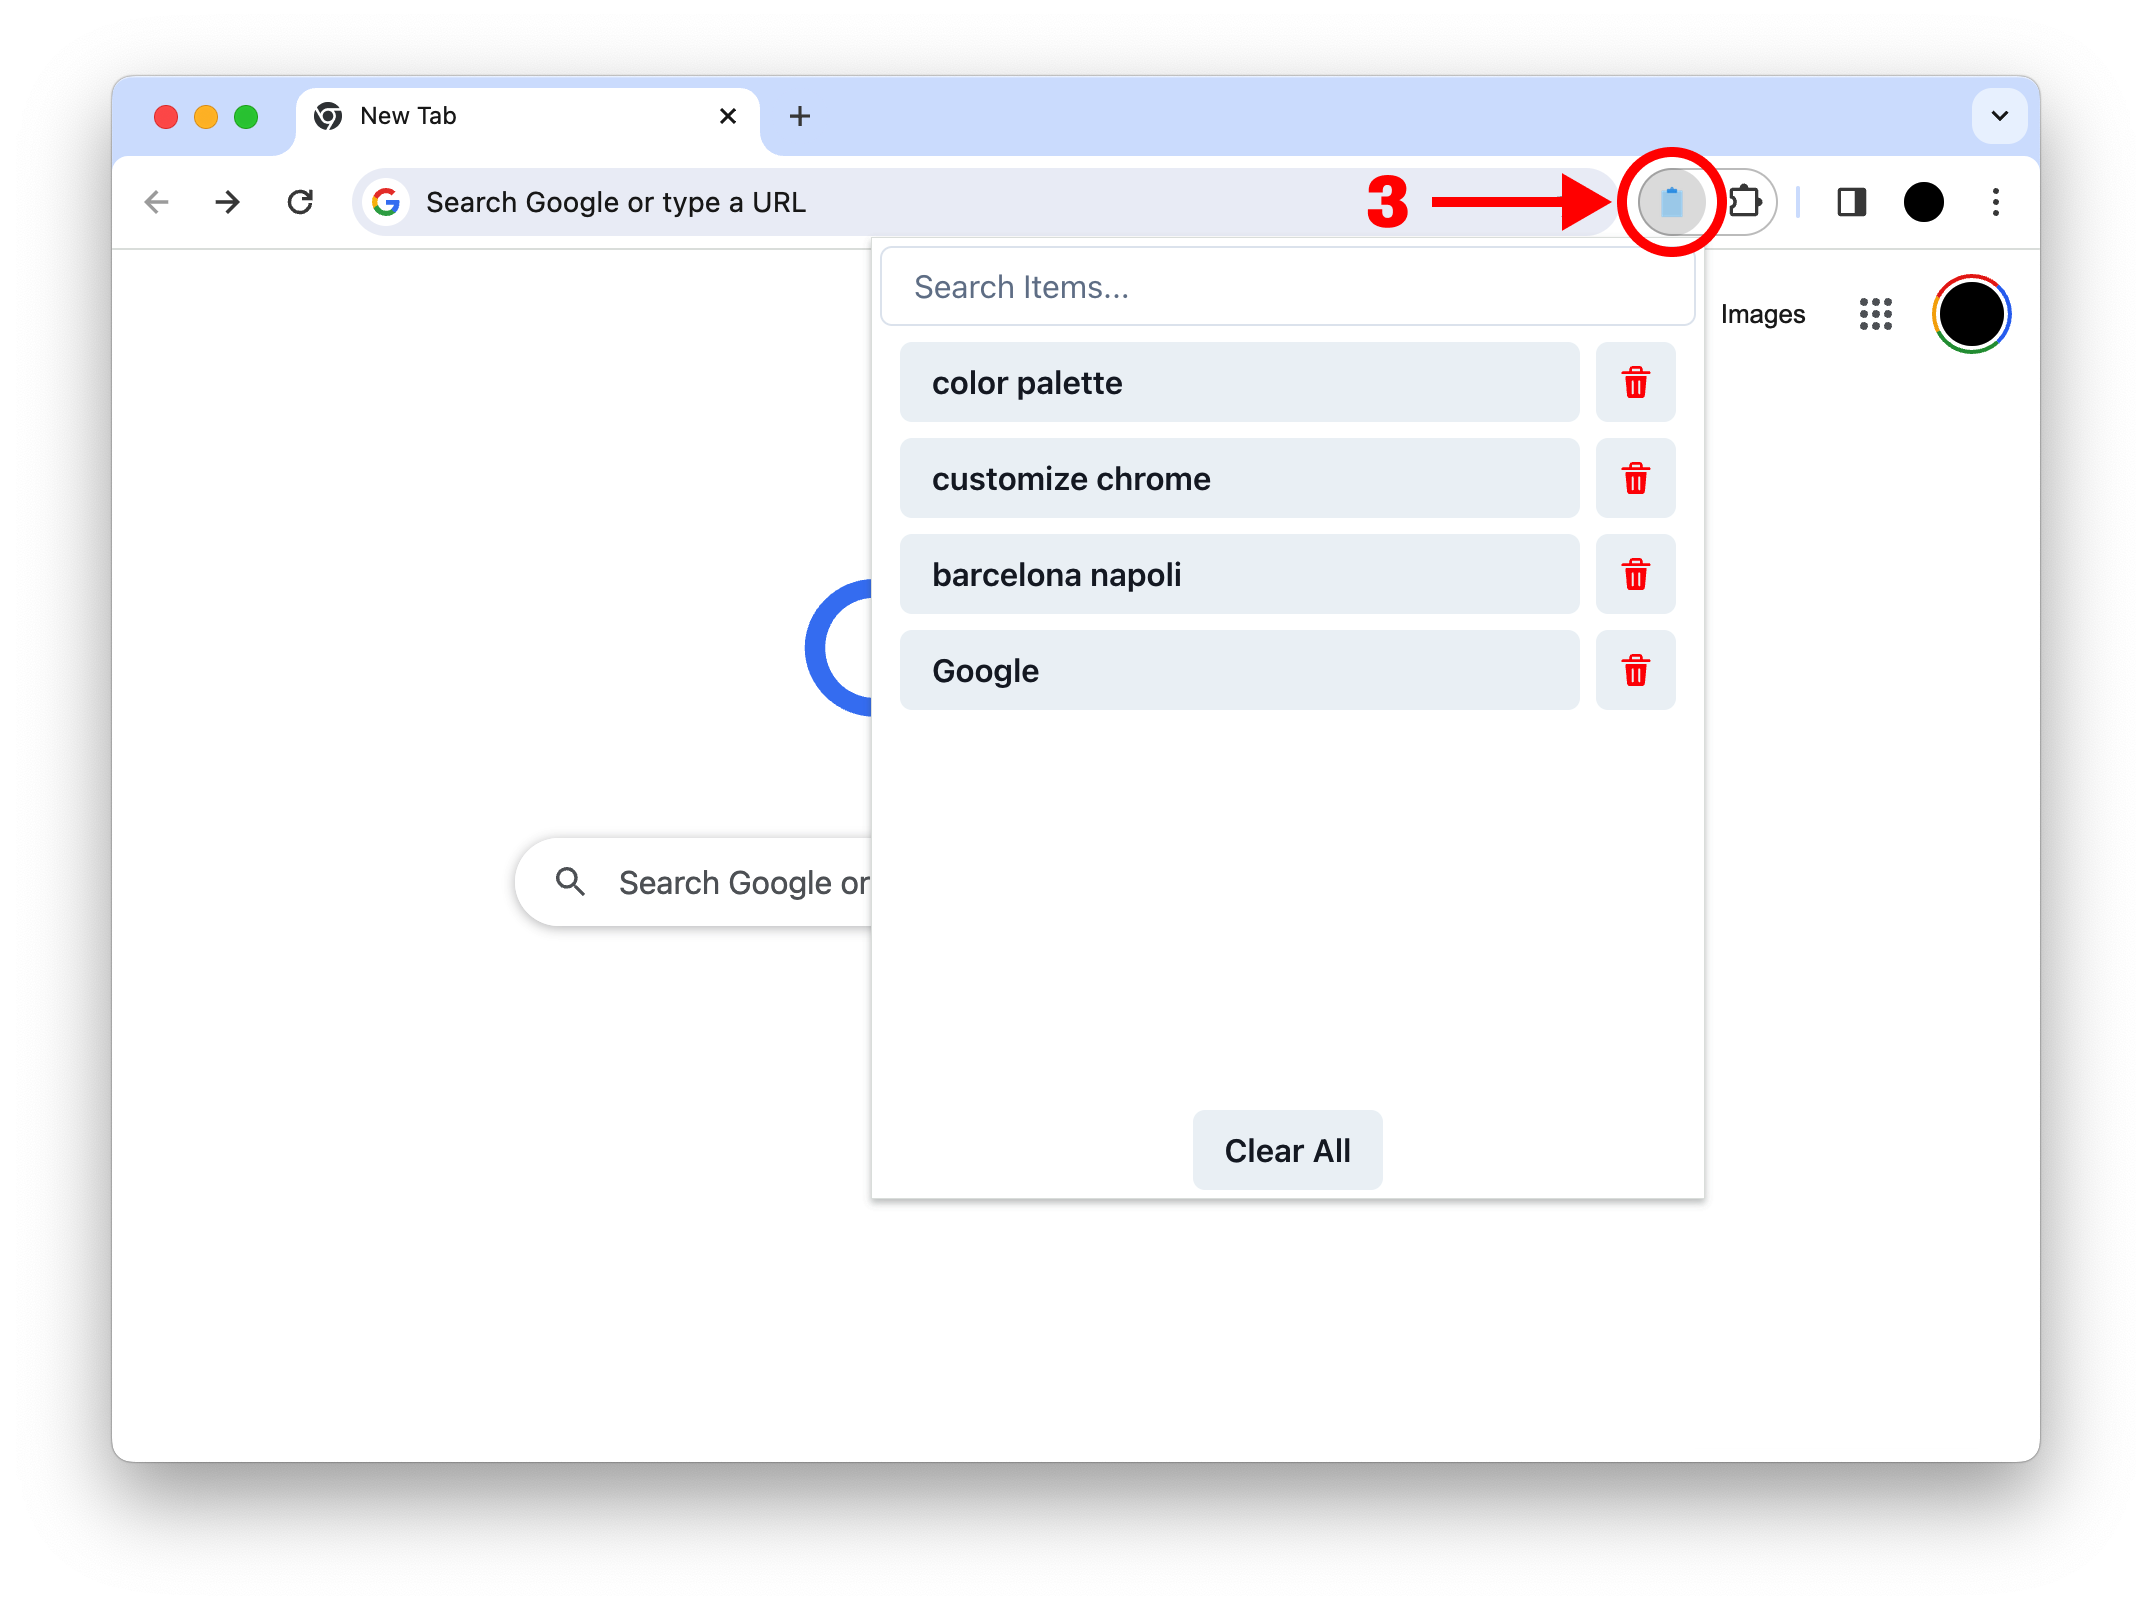 New Tab
Search Google or type a URL
3
Search Items...
Images
color palette
customize chrome
barcelona napoli
Google
Search Google or
Clear All